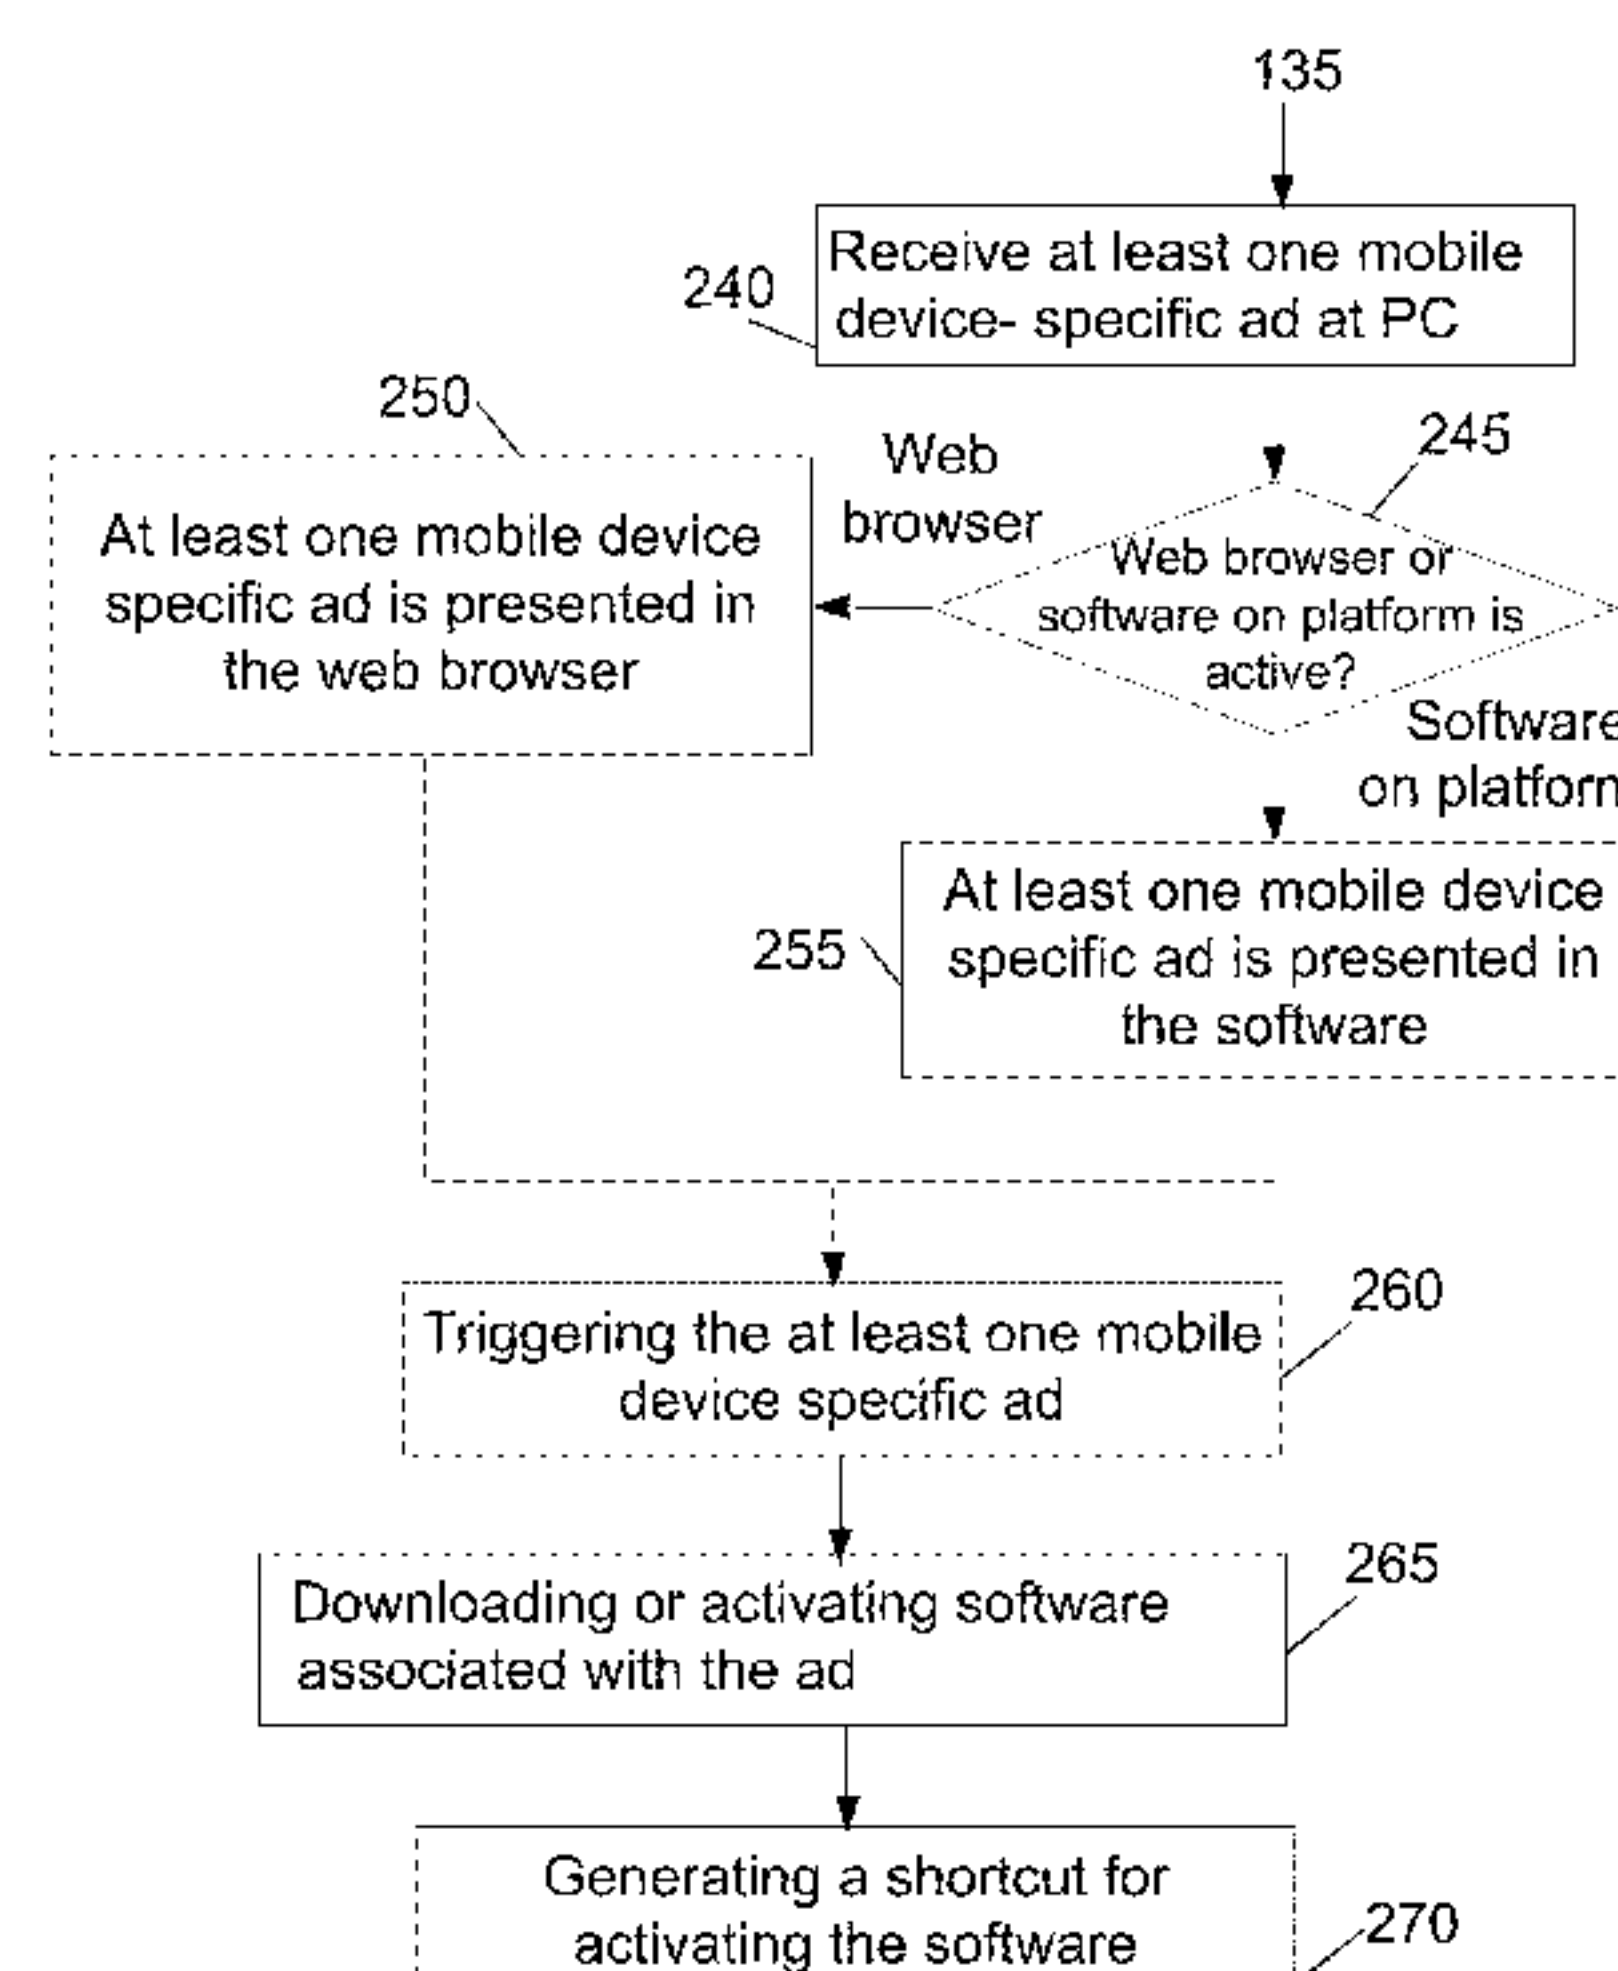 135
Receive at least one mobile
device- specific ad at PC
240
250
Web
browser
245
At least one mobile device
specific ad is presented in
the web browser
Web browser or
software on platform is
active?
Software
on platform
At least one mobile device
specific ad is presented in
the software
255
Triggering the at least one mobile
device specific ad
260
Downloading or activating software
associated with the ad
265
Generating a shortcut for
activating the software
270